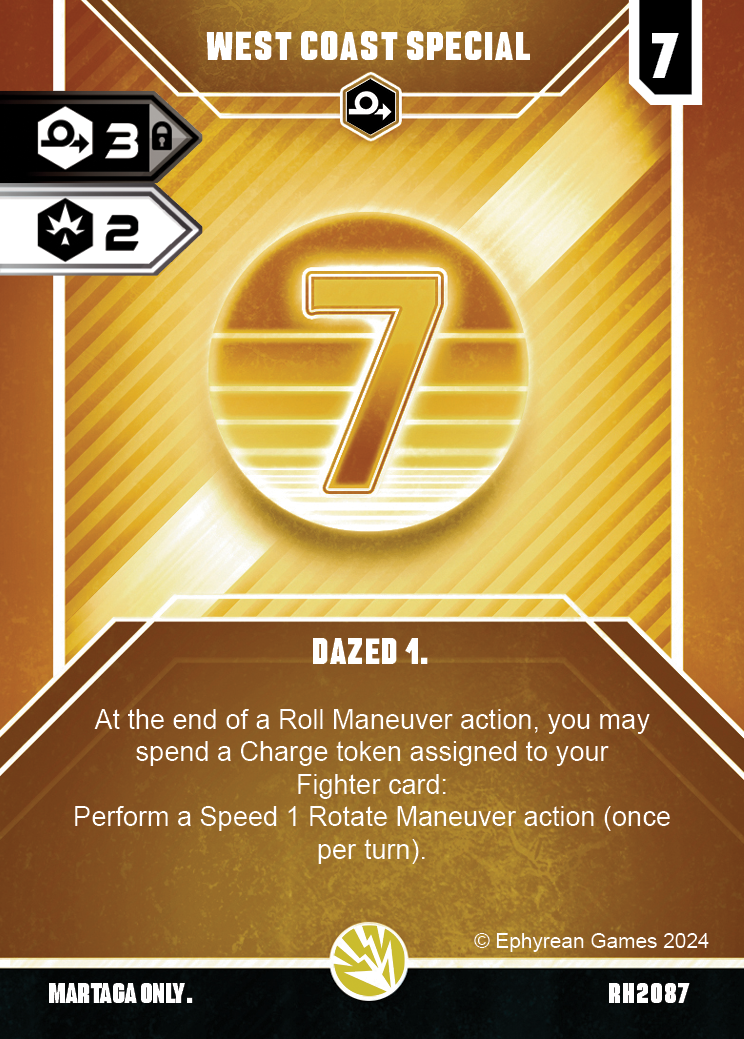 WEST COAST SPECIAL
7
3
2
7
DAZED 1.
At the end of a Roll Maneuver action, you may
spend a Charge token assigned to your
Fighter card:
Perform a Speed 1 Rotate Maneuver action (once
per turn).
© Ephyrean Games 2024
MARTAGA ONLY.
RH2087